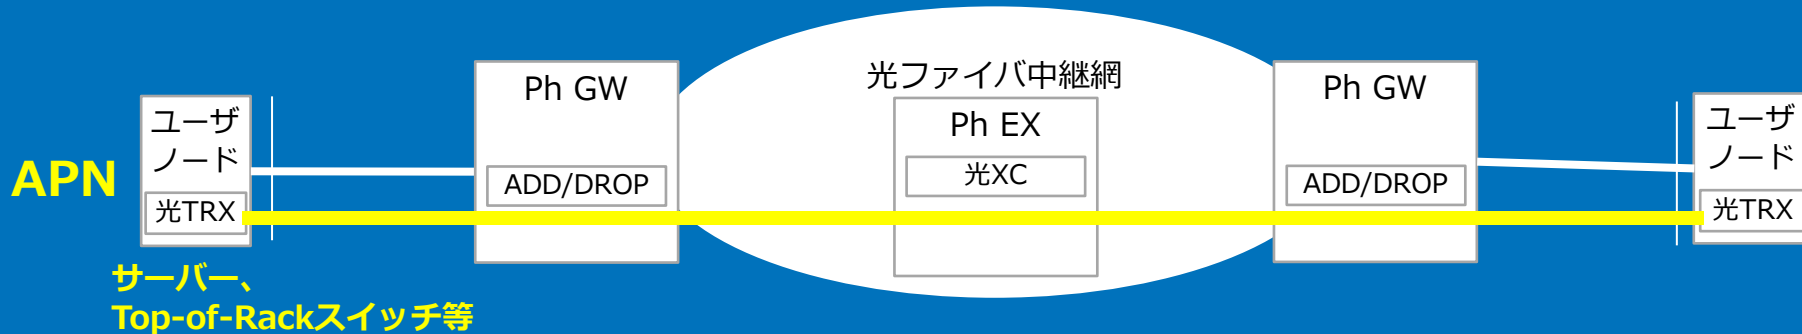 APN
ユーザ
ノード
光TRX
サーバー、
Top-of-Rackスイッチ等
Ph GW
ADD/DROP
光ファイバ中継網
Ph EX
光XC
Ph GW
ADD/DROP
ユーザ
ノード
光TRX